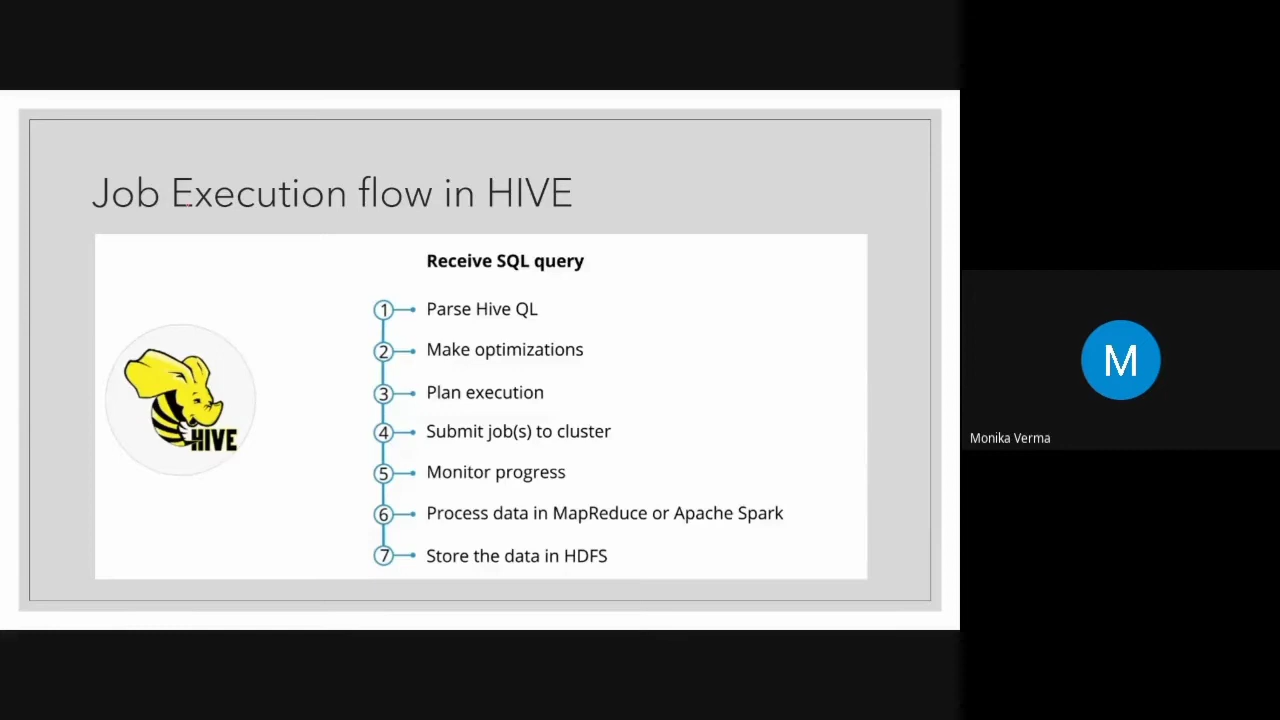 Job Execution flow in HIVE
Receive SQL query
1 Parse Hive QL
2 Make optimizations
3 Plan execution
4 Submit job(s) to cluster
5 Monitor progress
6 Process data in MapReduce or Apache Spark
7 Store the data in HDFS
HIVE
M
Monika Verma